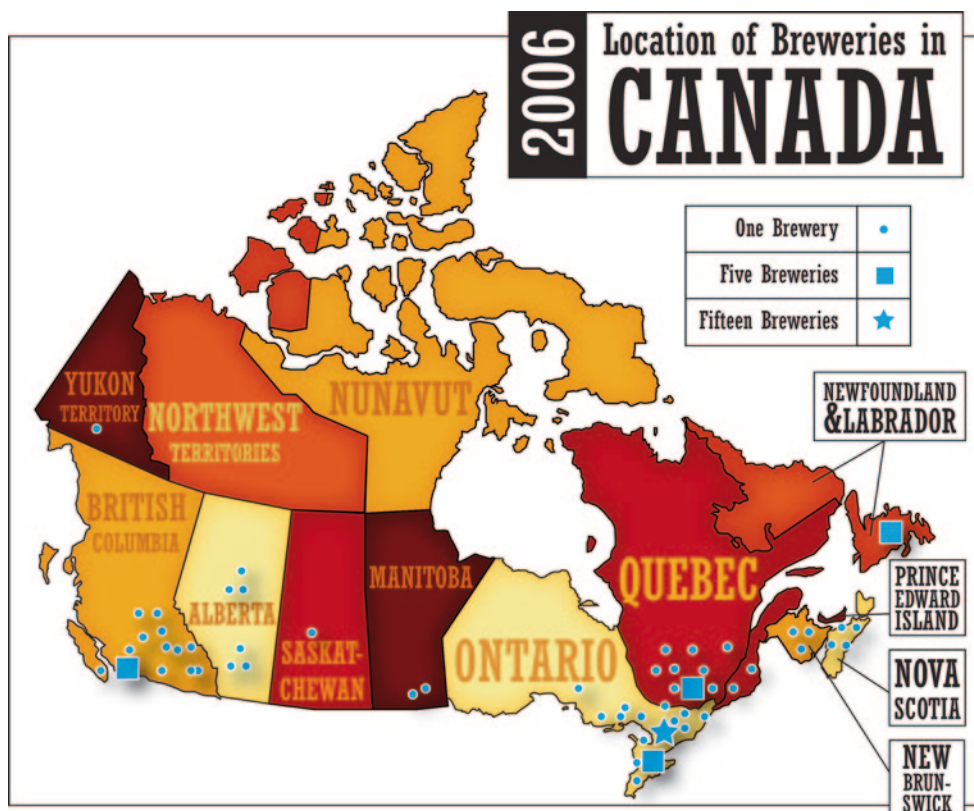 2006
Location of Breweries in
CANADA
One Brewery
Five Breweries
Fifteen Breweries
NEWFOUNDLAND
&LABRADOR
YUKON
TERRITORY
NORTHWEST
TERRITORIES
NUNAVUT
BRITISH
COLUMBIA
ALBERTA
SASKAT-
CHEWAN
MANITOBA
ONTARIO
QUEBEC
PRINCE
EDWARD
ISLAND
NOVA
SCOTIA
NEW
BRUN-
SWICK